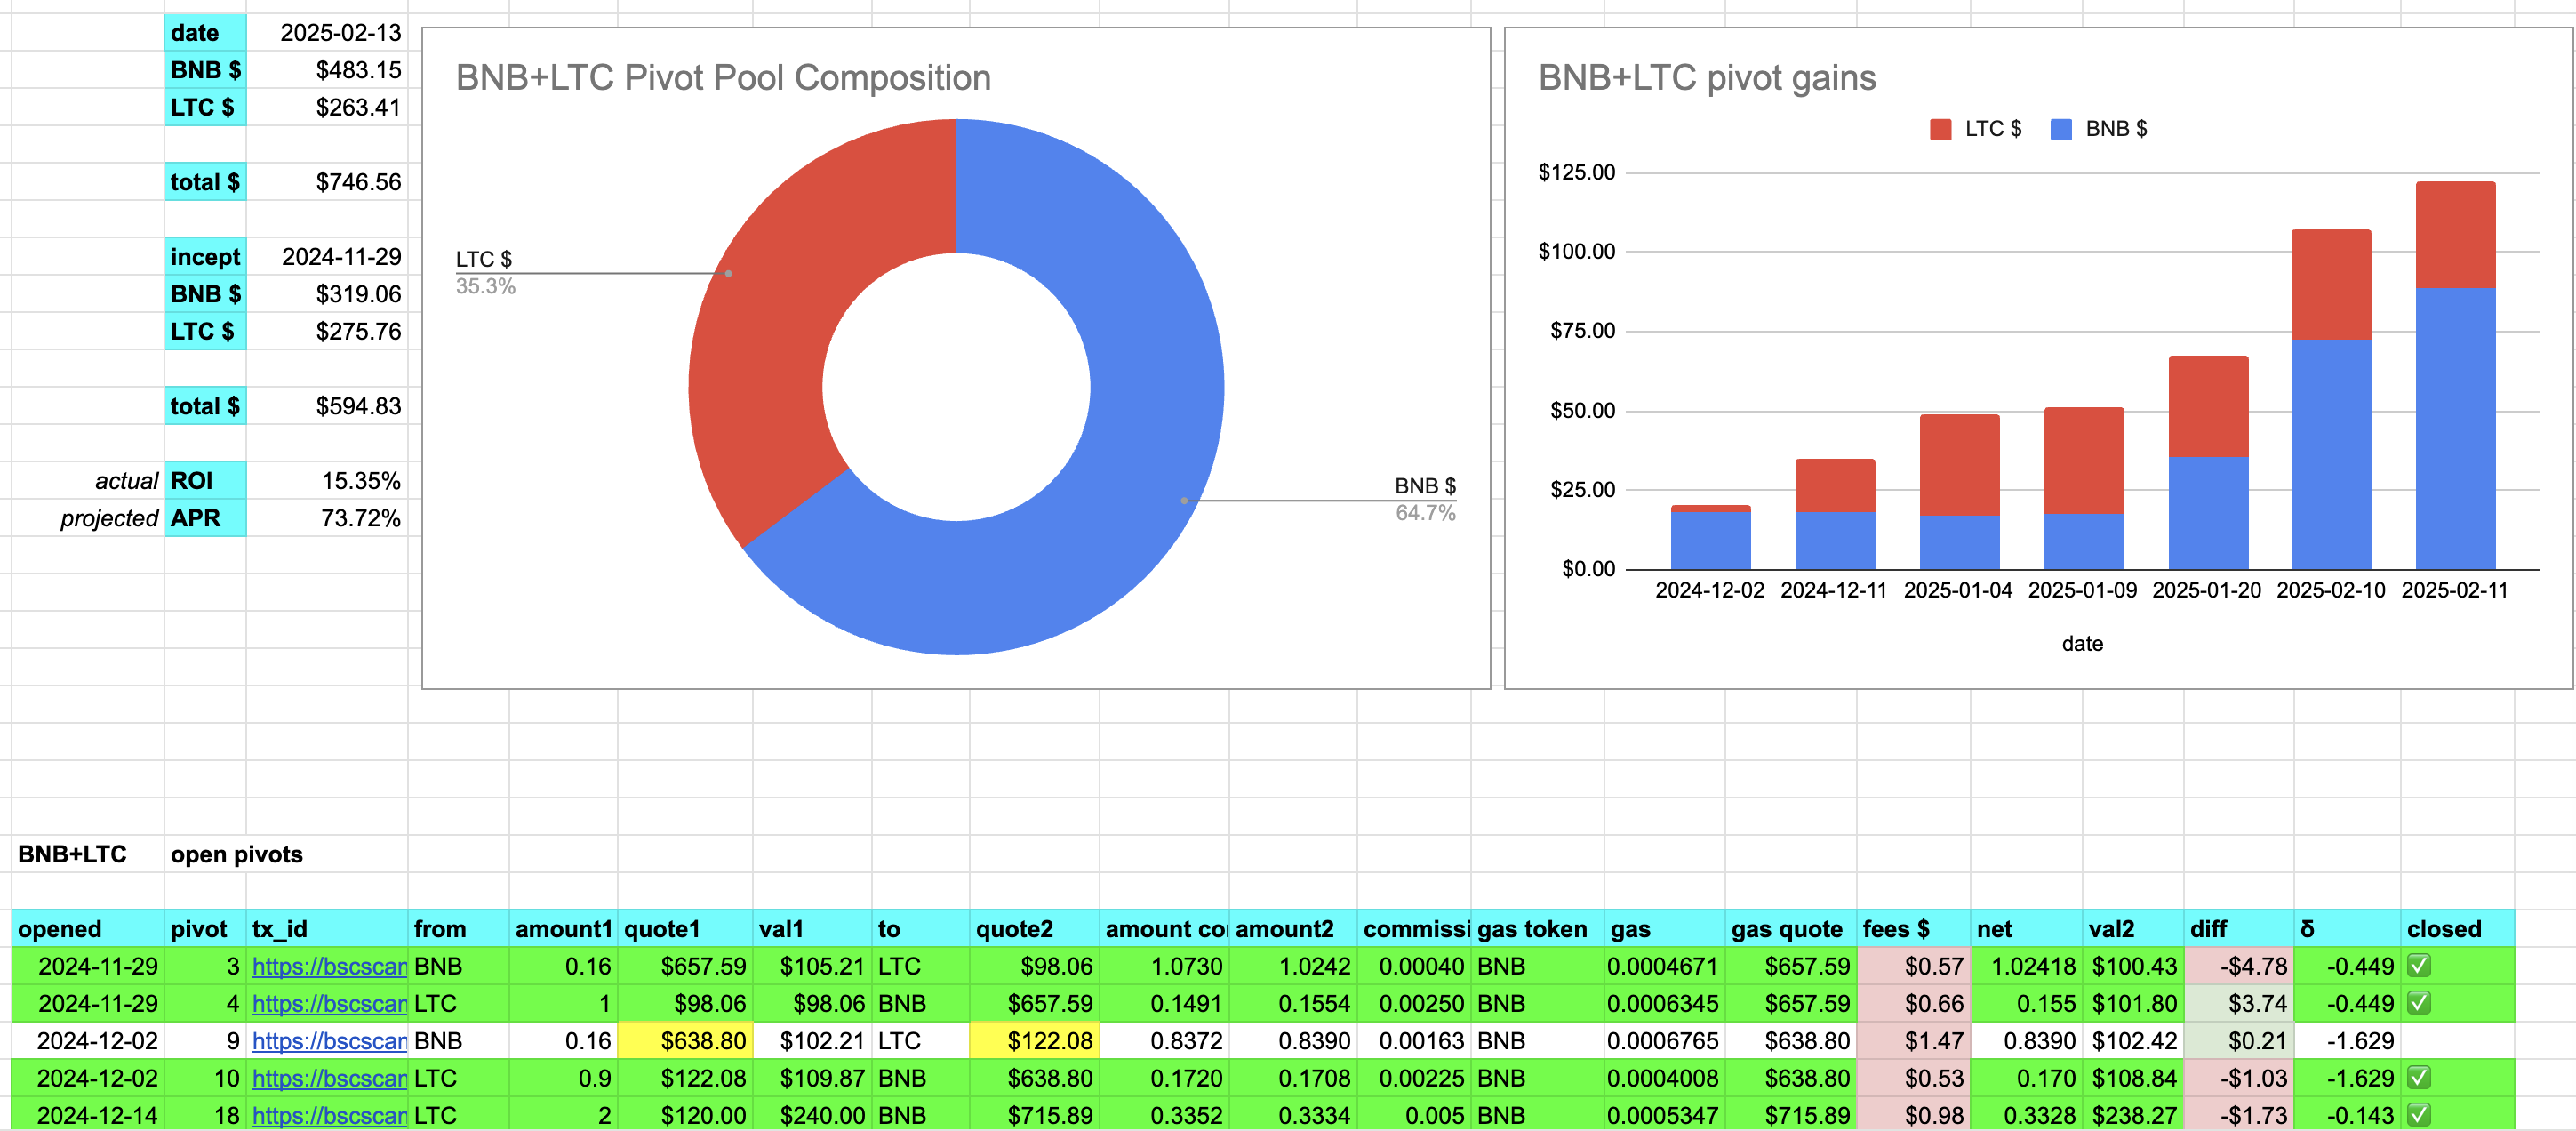 date 2025-02-13
BNB $ $483.15
LTC $ $263.41
total $ $746.56
incept 2024-11-29
BNB $ $319.06
LTC $ $275.76
total $ $594.83
actual ROI 15.35%
projected APR 73.72%
BNB+LTC Pivot Pool Composition
LTC $
35.3%
BNB $
64.7%
BNB+LTC pivot gains
LTC $ BNB $
$125.00
$100.00
$75.00
$50.00
$25.00
$0.00
2024-12-02 2024-12-11 2025-01-04 2025-01-09 2025-01-20 2025-02-10 2025-02-11
date
BNB+LTC open pivots
opened pivot tx_id from amount1 quote1 val1 to quote2 amount co amount2 commissi gas token gas gas quote fees $ net val2 diff δ closed
2024-11-29 3 https://bscscan BNB 0.16 $657.59 $105.21 LTC $98.06 1.0730 1.0242 0.00040 BNB 0.0004671 $657.59 $0.57 1.02418 $100.43 -$4.78 -0.449 ✅
2024-11-29 4 https://bscscan LTC 1 $98.06 $98.06 BNB $657.59 0.1491 0.1554 0.00250 BNB 0.0006345 $657.59 $0.66 0.155 $101.80 $3.74 -0.449 ✅
2024-12-02 9 https://bscscan BNB 0.16 $638.80 $102.21 LTC $122.08 0.8372 0.8390 0.00163 BNB 0.0006765 $638.80 $1.47 0.8390 $102.42 $0.21 -1.629
2024-12-02 10 https://bscscan LTC 0.9 $122.08 $109.87 BNB $638.80 0.1720 0.1708 0.00225 BNB 0.0004008 $638.80 $0.53 0.170 $108.84 -$1.03 -1.629 ✅
2024-12-14 18 https://bscscan LTC 2 $120.00 $240.00 BNB $715.89 0.3352 0.3334 0.005 BNB 0.0005347 $715.89 $0.98 0.3328 $238.27 -$1.73 -0.143 ✅